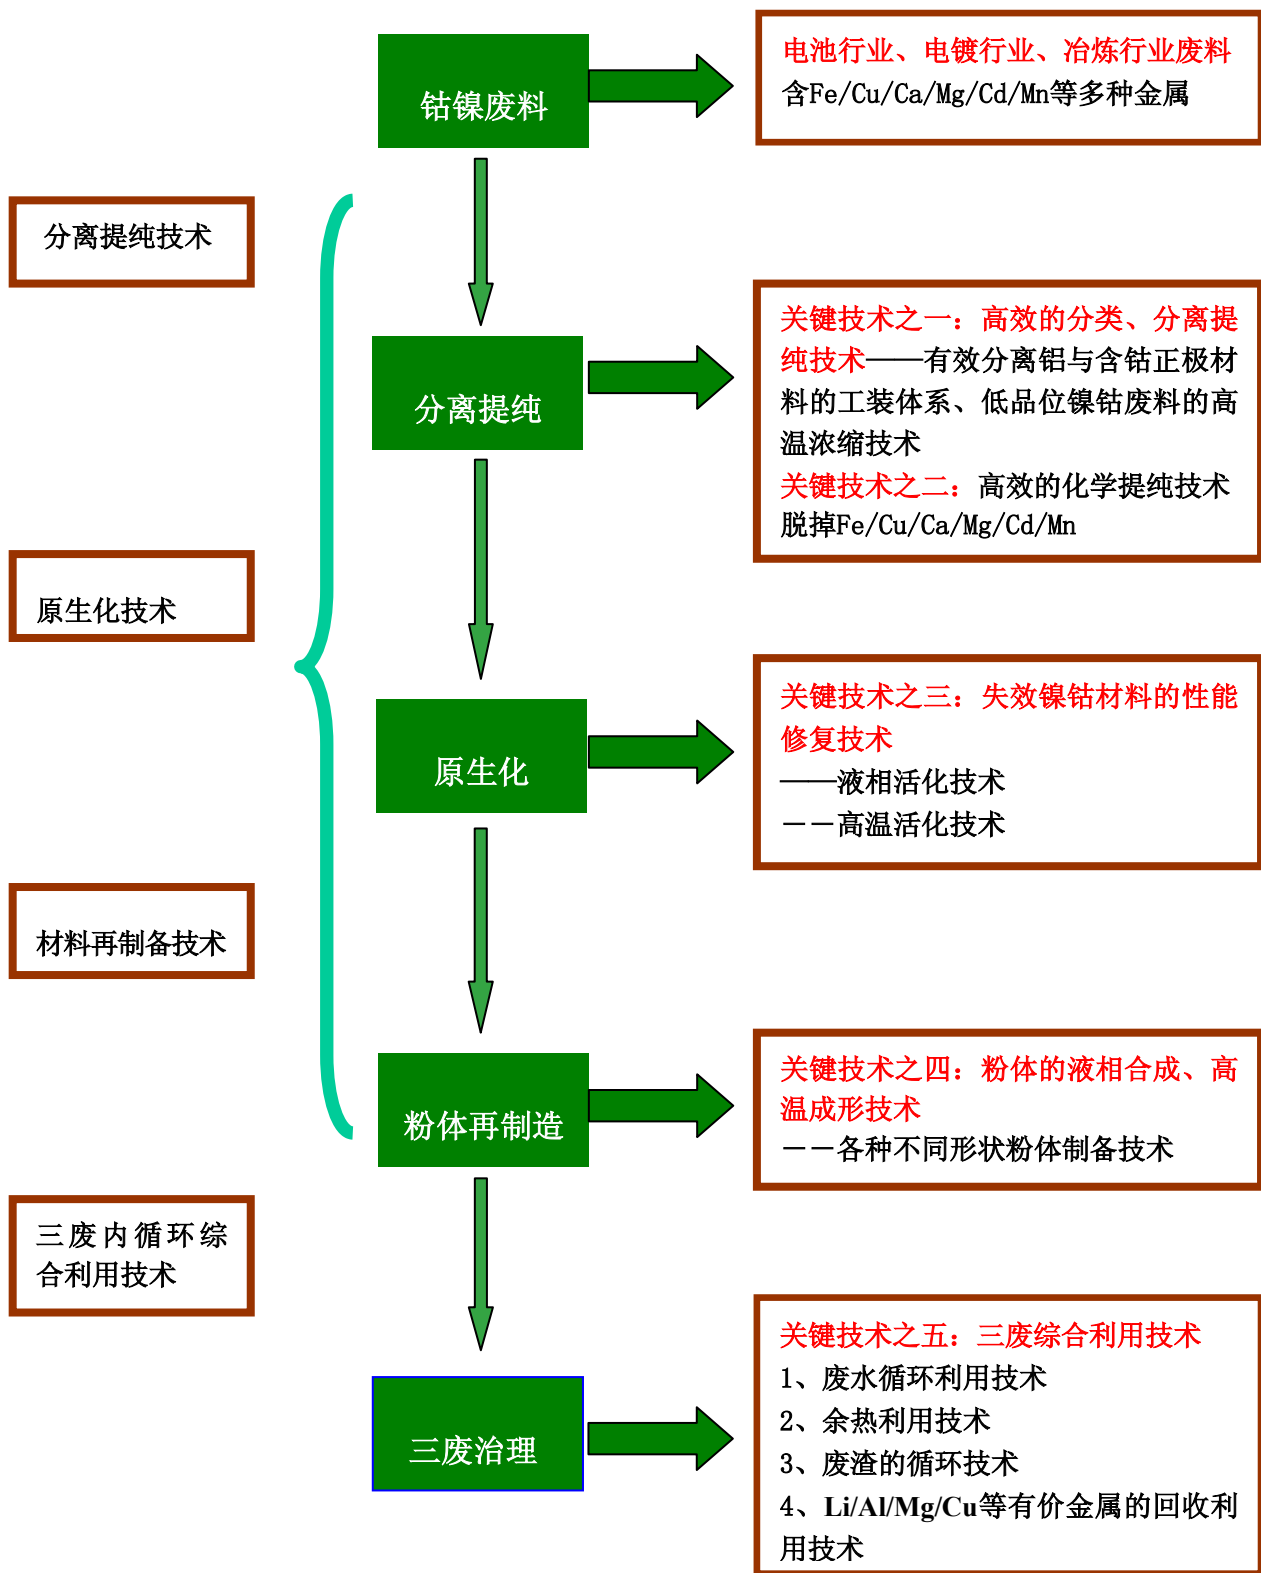 钴镍废料
电池行业、电镀行业、冶炼行业废料
含Fe/Cu/Ca/Mg/Cd/Mn等多种金属
分离提纯技术
分离提纯
关键技术之一：高效的分类、分离提
纯技术——有效分离铝与含钴正极材
料的工装体系、低品位镍钴废料的高
温浓缩技术
关键技术之二：高效的化学提纯技术
脱掉Fe/Cu/Ca/Mg/Cd/Mn
原生化技术
原生化
关键技术之三：失效镍钴材料的性能
修复技术
——液相活化技术
－－高温活化技术
材料再制备技术
粉体再制造
关键技术之四：粉体的液相合成、高
温成形技术
－－各种不同形状粉体制备技术
三废内循环综
合利用技术
三废治理
关键技术之五：三废综合利用技术
1、废水循环利用技术
2、余热利用技术
3、废渣的循环技术
4、Li/Al/Mg/Cu等有价金属的回收利
用技术